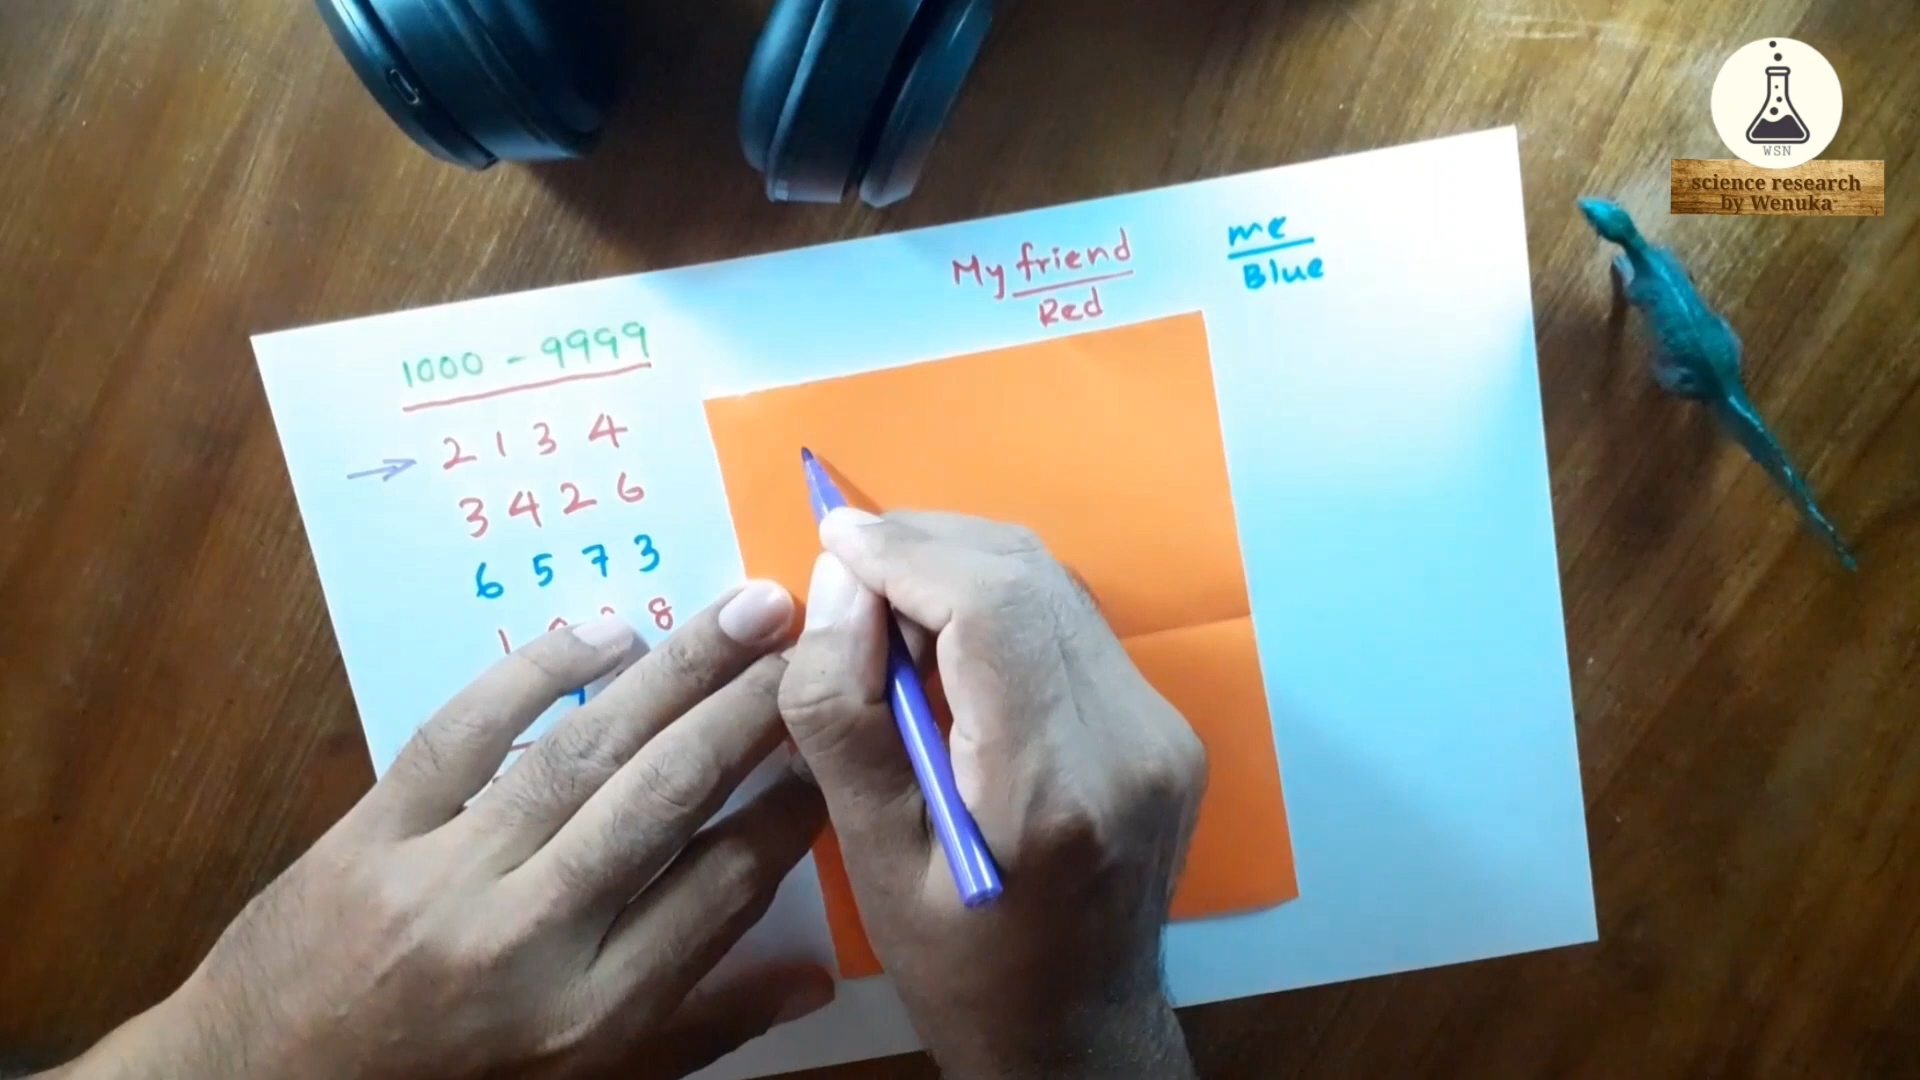 WSN
science research
by Wenuka
My friend
Red
me
Blue
1000 - 9999
→ 2 1 3 4
3 4 2 6
6 5 7 3